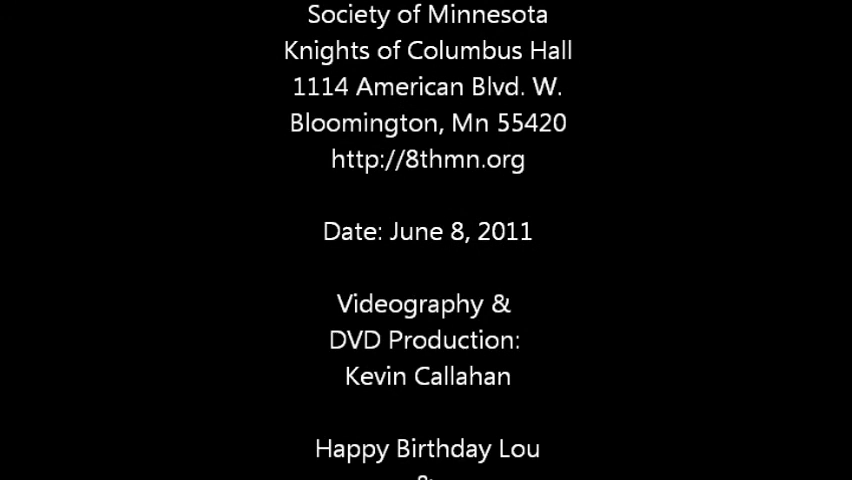 Society of Minnesota
Knights of Columbus Hall
1114 American Blvd. W.
Bloomington, Mn 55420
http://8thmn.org
Date: June 8, 2011
Videography &
DVD Production:
Kevin Callahan
Happy Birthday Lou
&